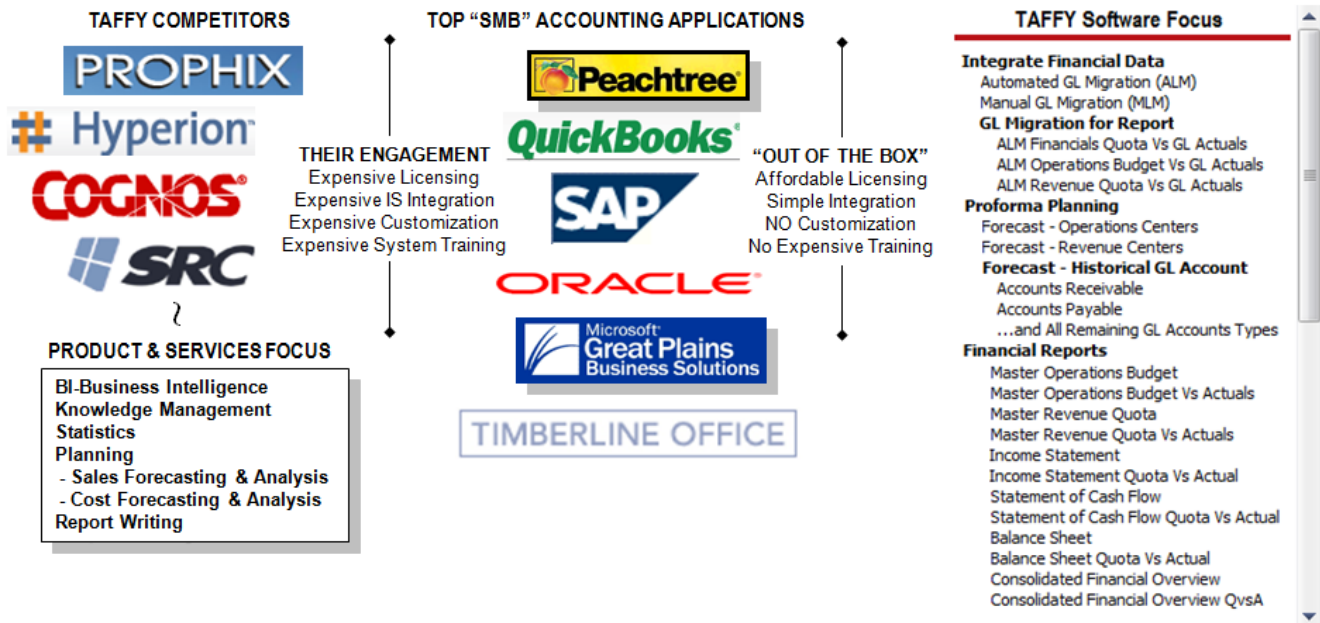 TAFFY COMPETITORS
PROPHIX
Hyperion
COGNOS®
SRC
PRODUCT & SERVICES FOCUS
BI-Business Intelligence
Knowledge Management
Statistics
Planning
- Sales Forecasting & Analysis
- Cost Forecasting & Analysis
Report Writing
THEIR ENGAGEMENT
Expensive Licensing
Expensive IS Integration
Expensive Customization
Expensive System Training
TOP “SMB” ACCOUNTING APPLICATIONS
Peachtree
QuickBooks
SAP
ORACLE
Microsoft
Great Plains
Business Solutions
TIMBERLINE OFFICE
“OUT OF THE BOX”
Affordable Licensing
Simple Integration
NO Customization
No Expensive Training
TAFFY Software Focus
Integrate Financial Data
Automated GL Migration (ALM)
Manual GL Migration (MLM)
GL Migration for Report
ALM Financials Quota Vs GL Actuals
ALM Operations Budget Vs GL Actuals
ALM Revenue Quota Vs GL Actuals
Proforma Planning
Forecast - Operations Centers
Forecast - Revenue Centers
Forecast - Historical GL Account
Accounts Receivable
Accounts Payable
...and All Remaining GL Accounts Types
Financial Reports
Master Operations Budget
Master Operations Budget Vs Actuals
Master Revenue Quota
Master Revenue Quota Vs Actuals
Income Statement
Income Statement Quota Vs Actual
Statement of Cash Flow
Statement of Cash Flow Quota Vs Actual
Balance Sheet
Balance Sheet Quota Vs Actual
Consolidated Financial Overview
Consolidated Financial Overview QvsA